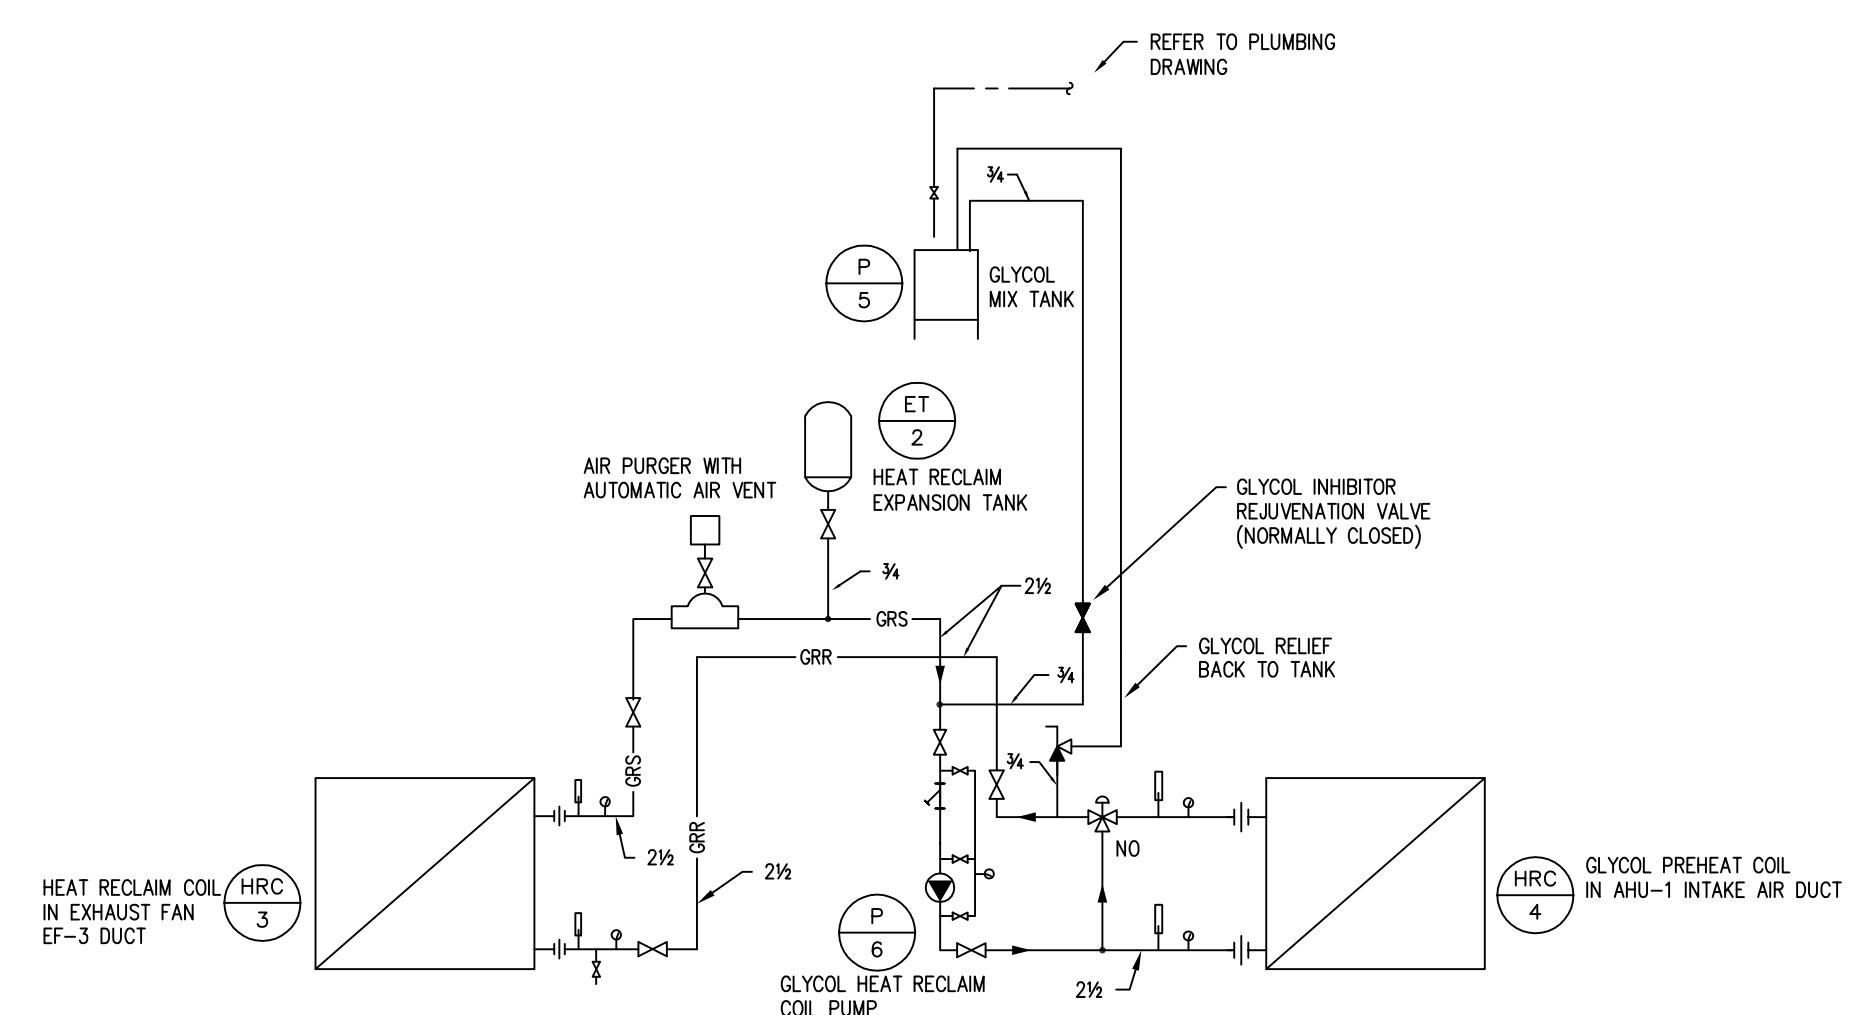 REFER TO PLUMBING
DRAWING
¾
P
5
GLYCOL
MIX TANK
ET
2
HEAT RECLAIM
EXPANSION TANK
AIR PURGER WITH
AUTOMATIC AIR VENT
GLYCOL INHIBITOR
REJUVENATION VALVE
(NORMALLY CLOSED)
¾
2½
GRS
GLYCOL RELIEF
BACK TO TANK
GRR
¾
GRS
¾
GRR
NO
2½
2½
HEAT RECLAIM COIL
IN EXHAUST FAN
EF-3 DUCT
HRC
3
P
6
GLYCOL HEAT RECLAIM
COIL PUMP
2½
HRC
4
GLYCOL PREHEAT COIL
IN AHU-1 INTAKE AIR DUCT